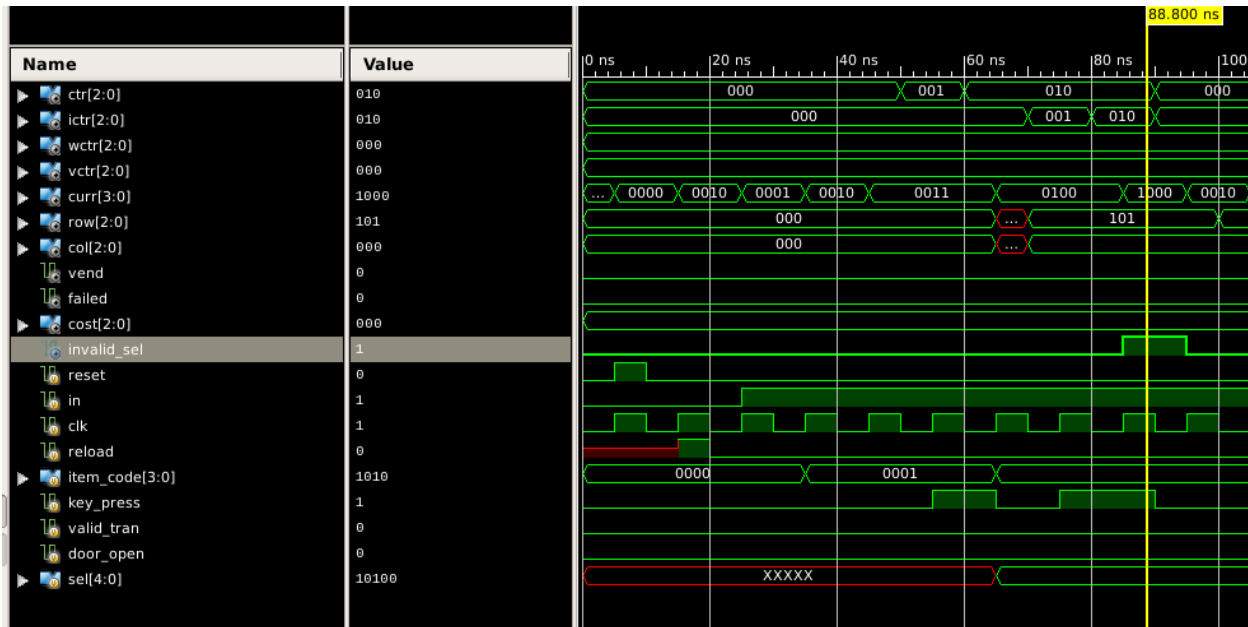 88.800 ns
Name Value 0 ns 20 ns 40 ns 60 ns 80 ns 100
ctr[2:0] 010 000 001 010 000
ictr[2:0] 010 000 001 010
wctr[2:0] 000
vctr[2:0] 000
curr[3:0] 1000 ... 0000 0010 0001 0010 0011 0100 1000 0010
row[2:0] 101 000 ... 101
col[2:0] 000 000 ...
vend 0
failed 0
cost[2:0] 000
invalid_sel 1
reset 0
in 1
clk 1
reload 0
item_code[3:0] 1010 0000 0001
key_press 1
valid_tran 0
door_open 0
sel[4:0] 10100 XXXXX